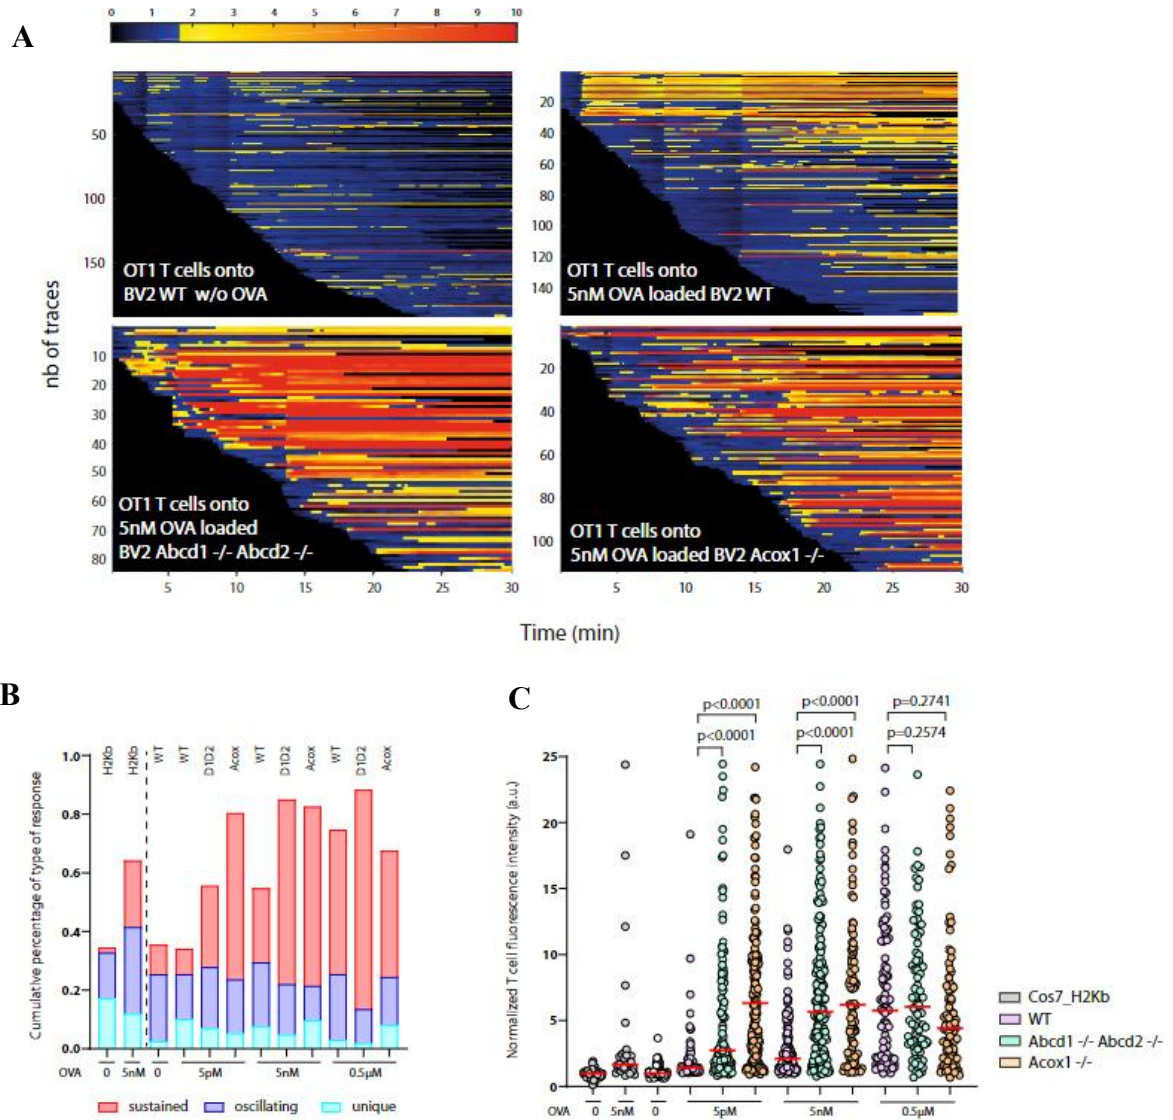 A
0 1 2 3 4 5 6 7 8 9 10
nb of traces
50
100
150
OT1 T cells onto
BV2 WT w/o OVA
20
40
60
80
100
120
140
OT1 T cells onto
5nM OVA loaded BV2 WT
10
20
30
40
50
60
70
80
OT1 T cells onto
5nM OVA loaded
BV2 Abcd1 -/- Abcd2 -/-
5 10 15 20 25 30
20
40
60
80
100
OT1 T cells onto
5nM OVA loaded BV2 Acox1 -/-
5 10 15 20 25 30
Time (min)
B
Cumulative percentage of type of response
1.0
0.8
0.6
0.4
0.2
0.0
H2Kb H2Kb WT WT D1D2 Acox WT D1D2 Acox WT D1D2 Acox
OVA 0 5nM 0 5pM 5nM 0.5µM
sustained oscillating unique
C
Normalized T cell fluorescence intensity (a.u.)
25
20
15
10
5
0
p<0.0001 p<0.0001 p=0.2741
p<0.0001 p<0.0001 p=0.2574
OVA 0 5nM 0 5pM 5nM 0.5µM
Cos7_H2Kb
WT
Abcd1 -/- Abcd2 -/-
Acox1 -/-